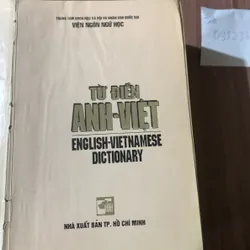 TRUNG TÂM KHOA HỌC XÃ HỘI VÀ NHÂN VĂN QUỐC GIA
VIỆN NGÔN NGỮ HỌC
TỪ ĐIỂN
ANH-VIỆT
ENGLISH-VIETNAMESE
DICTIONARY
NHÀ XUẤT BẢN TP. HỒ CHÍ MINH